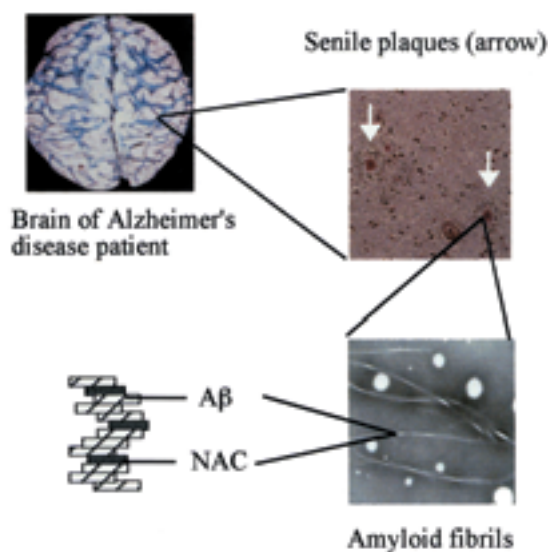 Senile plaques (arrow)
Brain of Alzheimer's
disease patient
Aβ
NAC
Amyloid fibrils